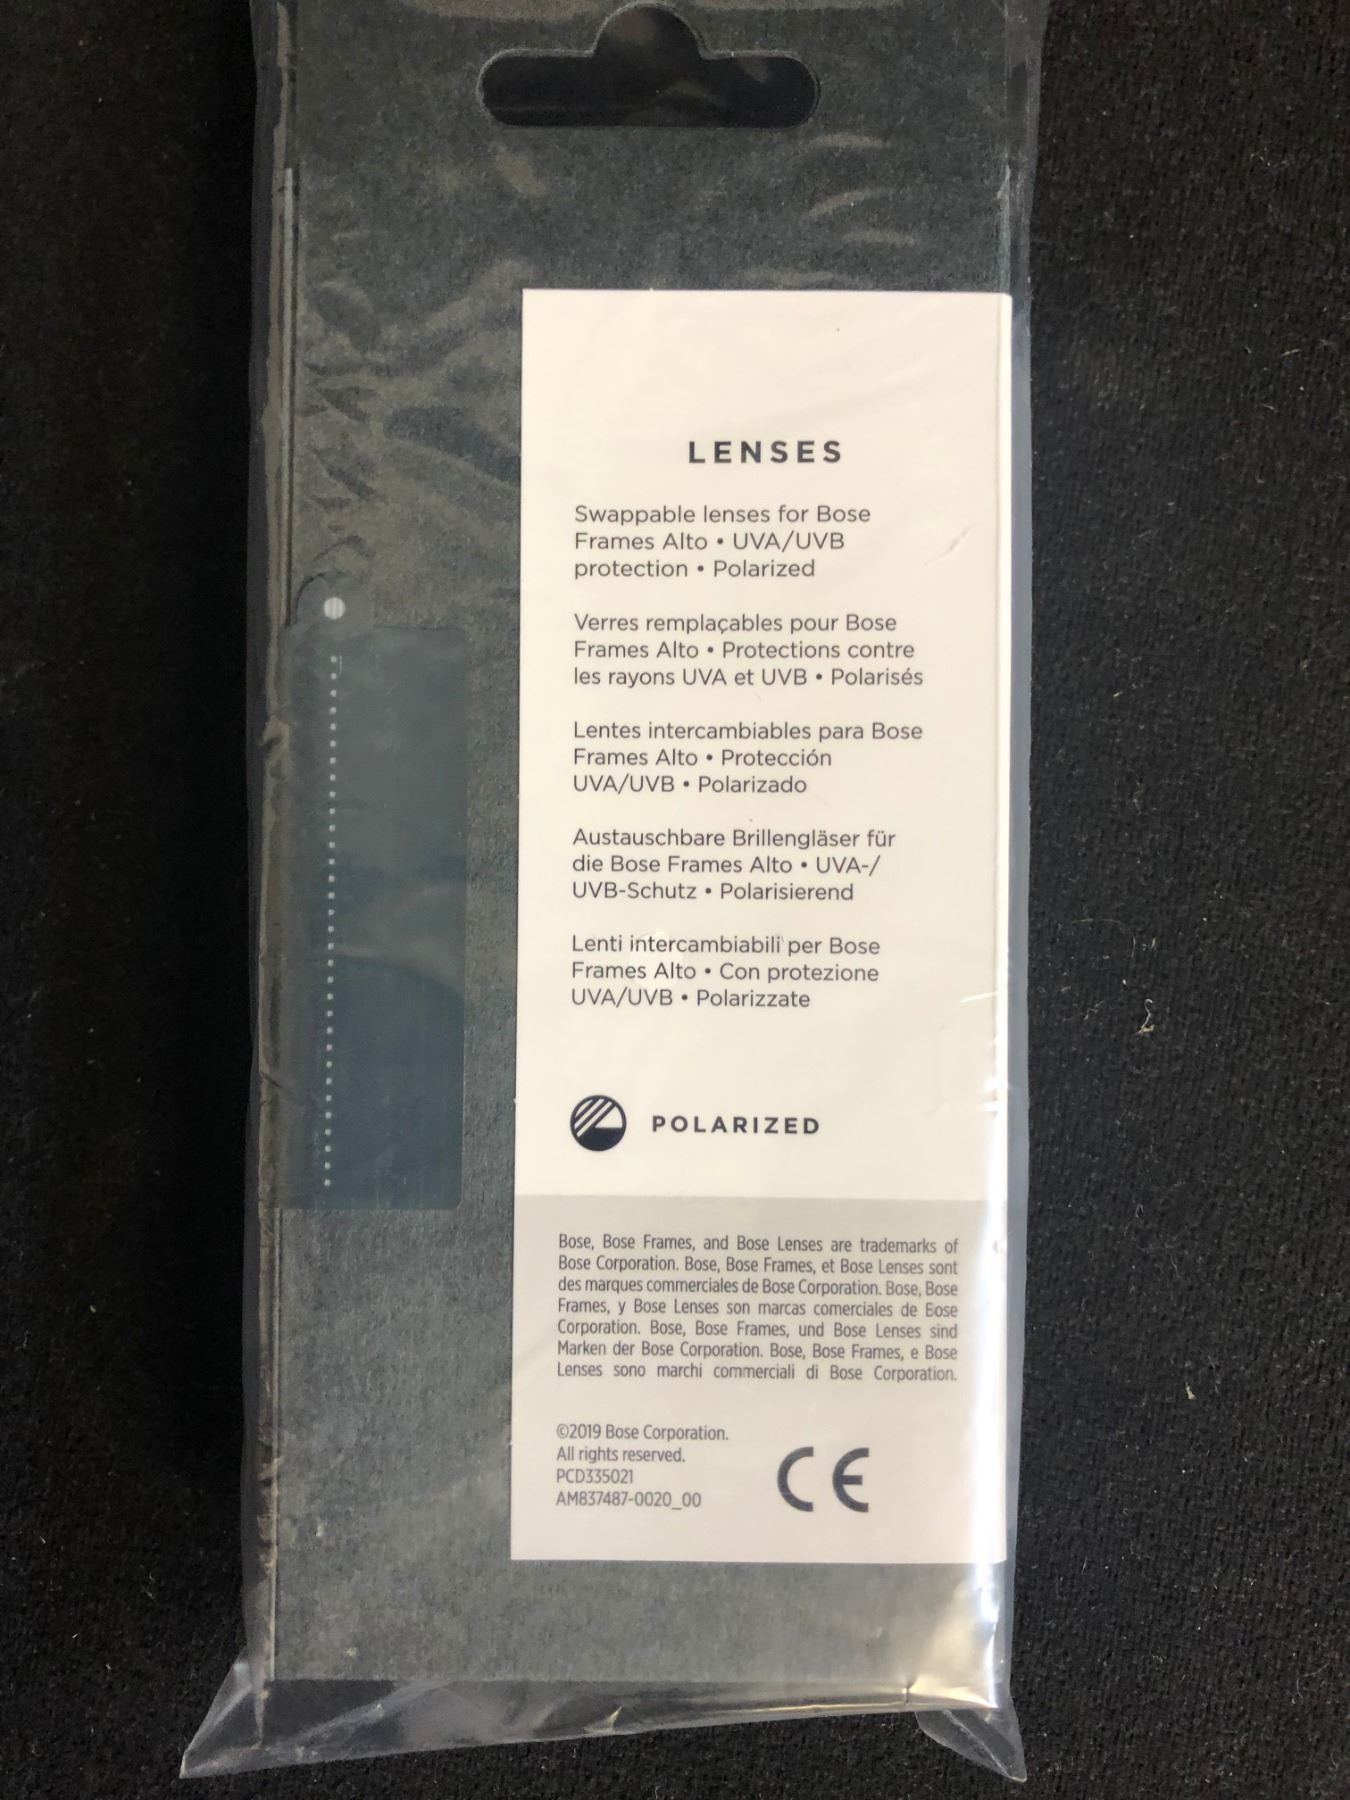 LENSES
Swappable lenses for Bose
Frames Alto • UVA/UVB
protection • Polarized
Verres remplaçables pour Bose
Frames Alto • Protections contre
les rayons UVA et UVB • Polarisés
Lentes intercambiables para Bose
Frames Alto • Protección
UVA/UVB • Polarizado
Austauschbare Brillengläser für
die Bose Frames Alto • UVA-/
UVB-Schutz • Polarisierend
Lenti intercambiabili per Bose
Frames Alto • Con protezione
UVA/UVB • Polarizzate
POLARIZED
Bose, Bose Frames, and Bose Lenses are trademarks of
Bose Corporation. Bose, Bose Frames, et Bose Lenses sont
des marques commerciales de Bose Corporation. Bose, Bose
Frames, y Bose Lenses son marcas comerciales de Bose
Corporation. Bose, Bose Frames, und Bose Lenses sind
Marken der Bose Corporation. Bose, Bose Frames, e Bose
Lenses sono marchi commerciali di Bose Corporation.
©2019 Bose Corporation.
All rights reserved.
PCD335021
AM837487-0020_00
CE